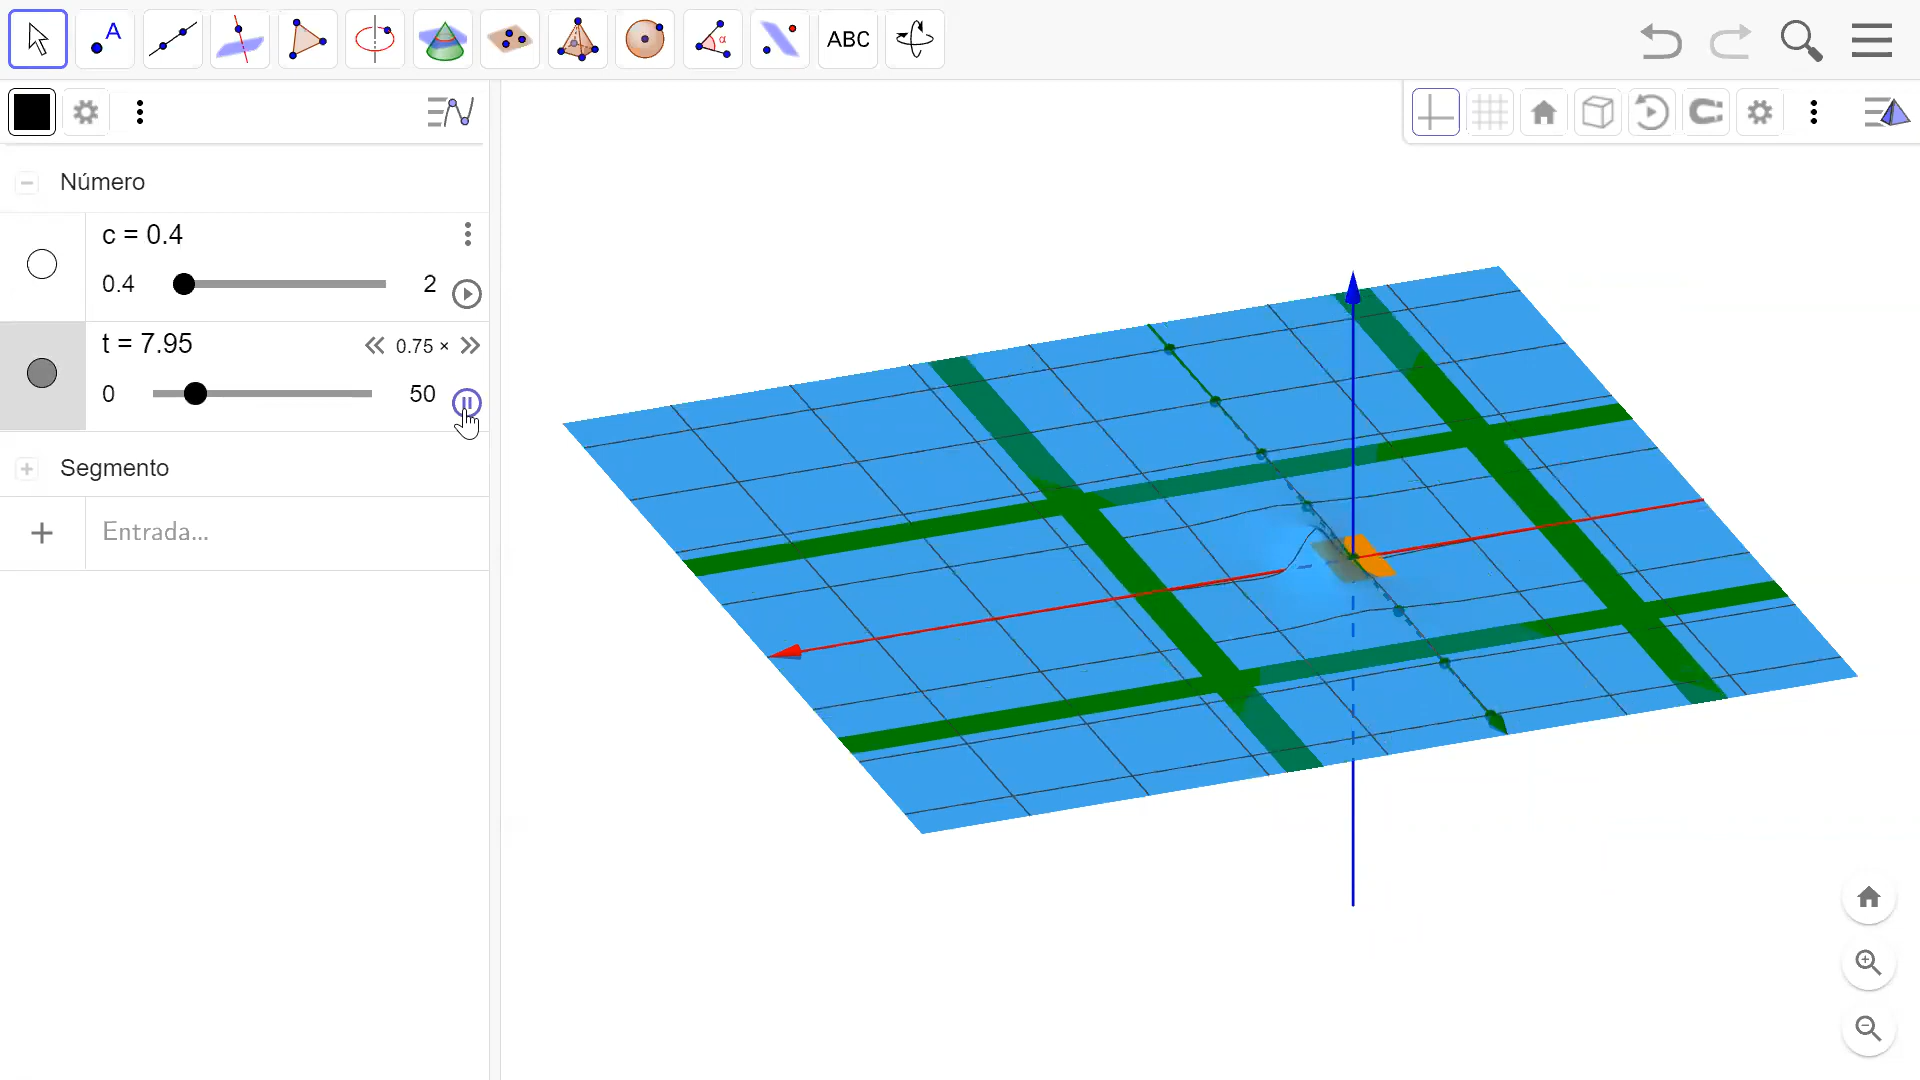 A
α
ABC
Número
c = 0.4
0.4
2
t = 7.95
0.75 ×
0
50
Segmento
Entrada...